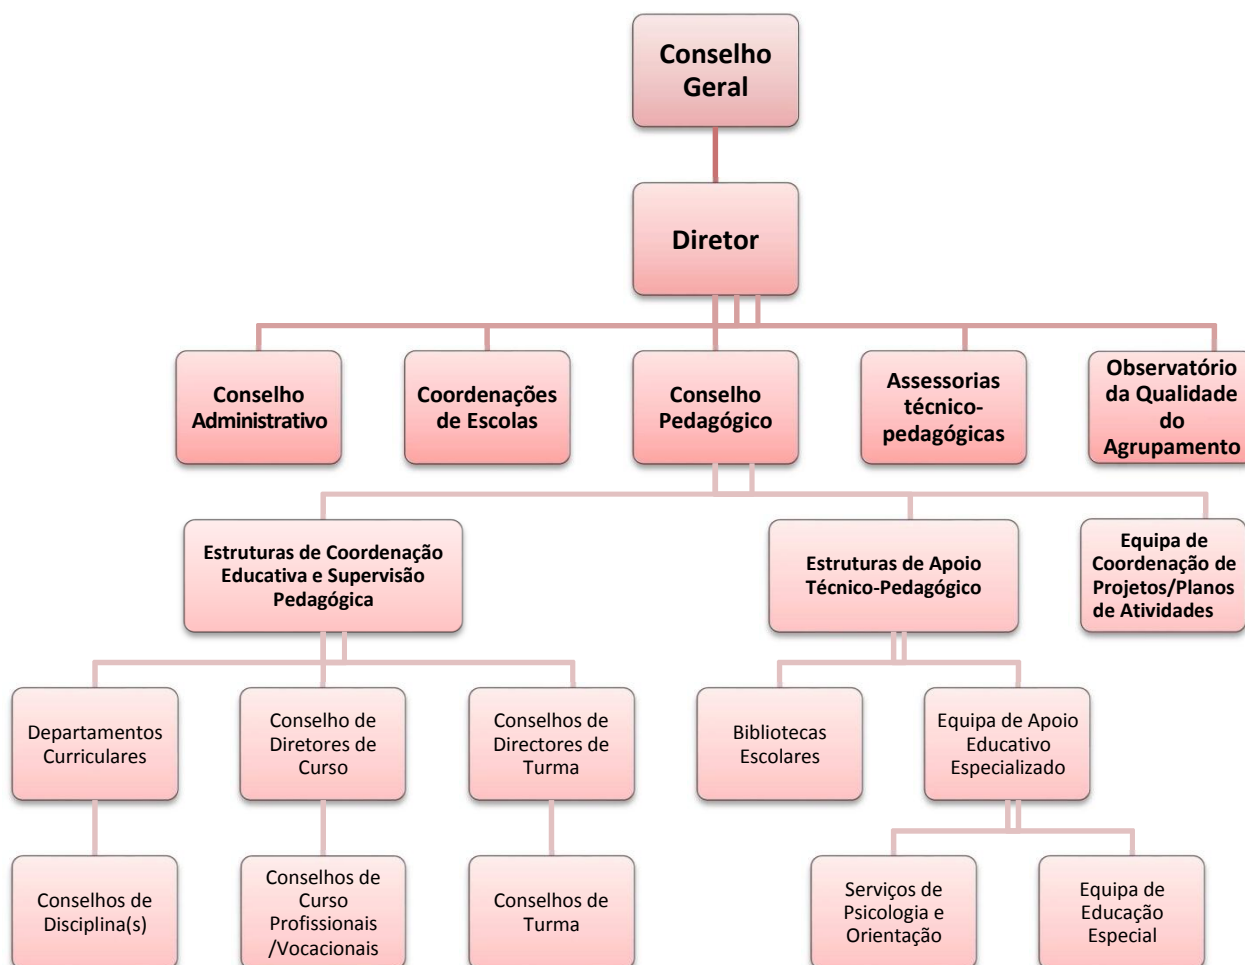 Conselho
Geral
Diretor
Conselho
Administrativo
Coordenações
de Escolas
Conselho
Pedagógico
Assessorias
técnico-
pedagógicas
Observatório
da Qualidade
do
Agrupamento
Estruturas de Coordenação
Educativa e Supervisão
Pedagógica
Estruturas de Apoio
Técnico-Pedagógico
Equipa de
Coordenação de
Projetos/Planos
de Atividades
Departamentos
Curriculares
Conselho de
Diretores de
Curso
Conselhos de
Directores de
Turma
Bibliotecas
Escolares
Equipa de Apoio
Educativo
Especializado
Conselhos de
Disciplina(s)
Conselhos de
Curso
Profissionais
/Vocacionais
Conselhos de
Turma
Serviços de
Psicologia e
Orientação
Equipa de
Educação
Especial